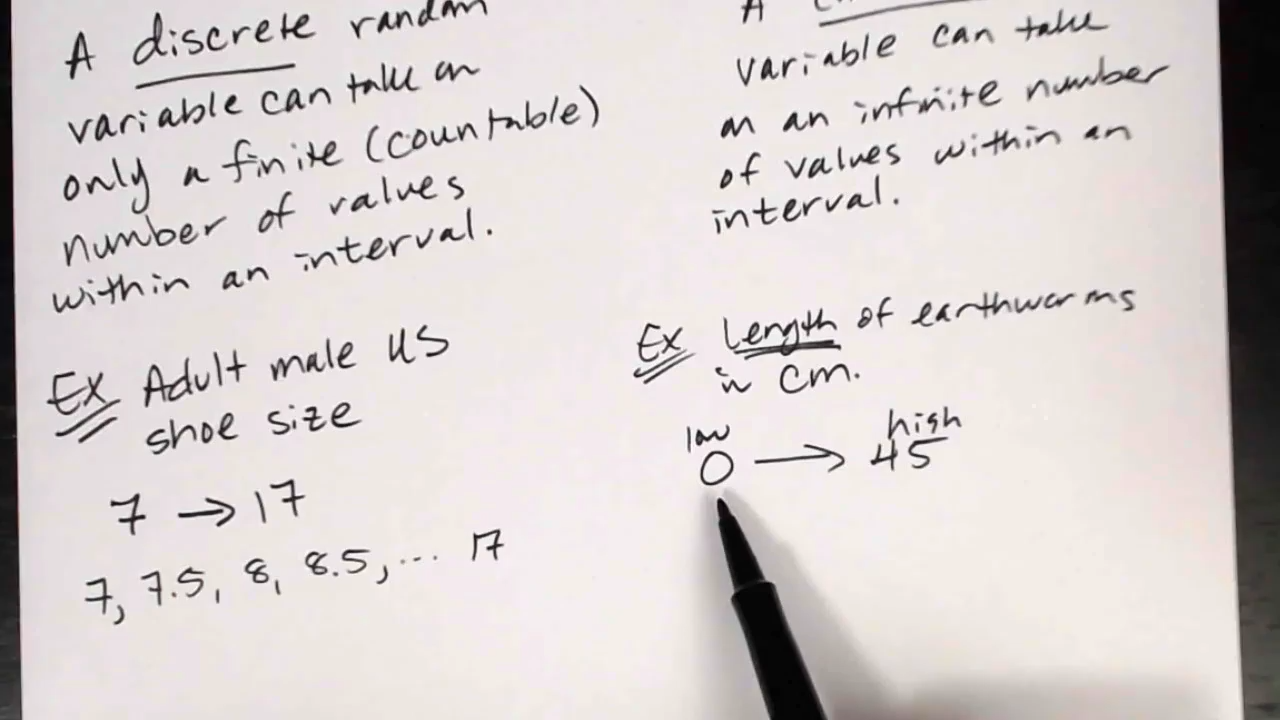 A discrete random
variable can take on
only a finite (countable)
number of values
within an interval.
Ex Adult male US
shoe size
7 → 17
7, 7.5, 8, 8.5, ... 17
A
variable can take
on an infinite number
of values within an
interval.
Ex Length of earthworms
in cm.
low high
0 → 45